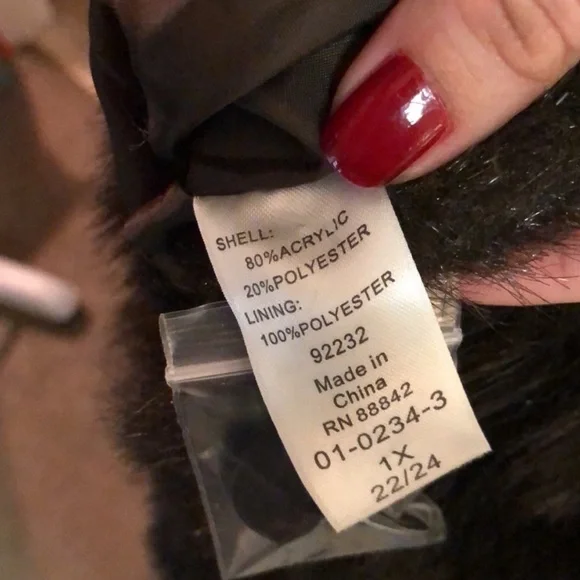 SHELL:
80%ACRYLIC
20%POLYESTER
LINING:
100%POLYESTER
92232
Made in
China
RN 88842
01-0234-3
1X
22/24